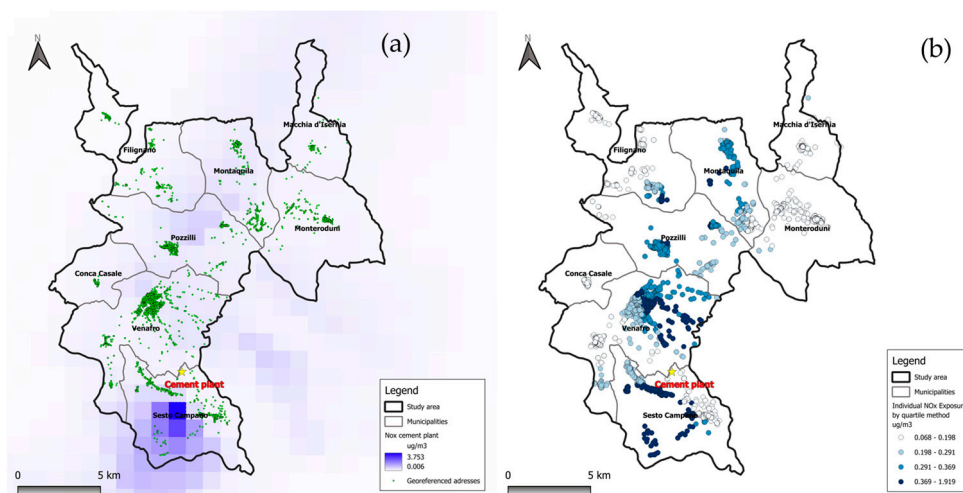 (a)
N
Macchia d'Isernia
Filignano
Montaquila
Monteroduni
Pozzilli
Conca Casale
Venafro
Cement plant
Sesto Campano
Legend
Study area
Municipalities
Nox cement plant
ug/m3
3.753
0.006
Georeferenced adresses
0
5 km
(b)
N
Macchia d'Isernia
Filignano
Montaquila
Monteroduni
Pozzilli
Conca Casale
Venafro
Cement plant
Sesto Campano
Legend
Study area
Municipalities
Individual NOx Exposur
by quartile method
ug/m3
0.068 - 0.198
0.198 - 0.291
0.291 - 0.369
0.369 - 1.919
0
5 km